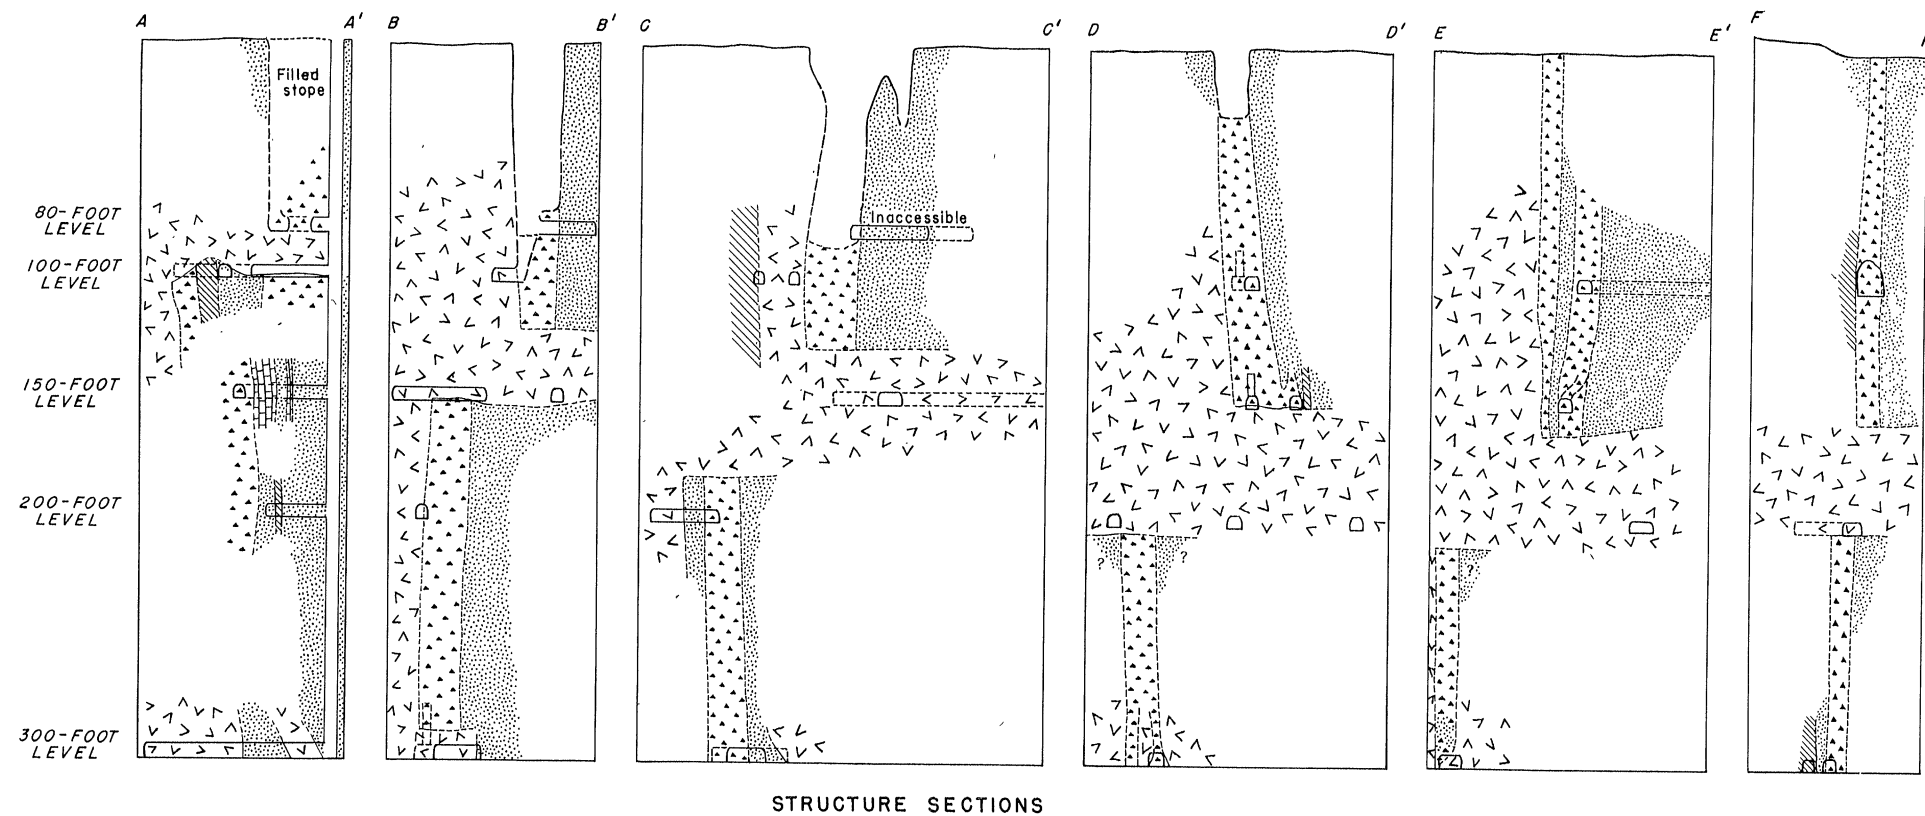 A A' B B' C C' D D' E E' F
Filled
stope
80-FOOT
LEVEL
Inaccessible
100-FOOT
LEVEL
150-FOOT
LEVEL
200-FOOT
LEVEL
? ? ?
300-FOOT
LEVEL
STRUCTURE SECTIONS